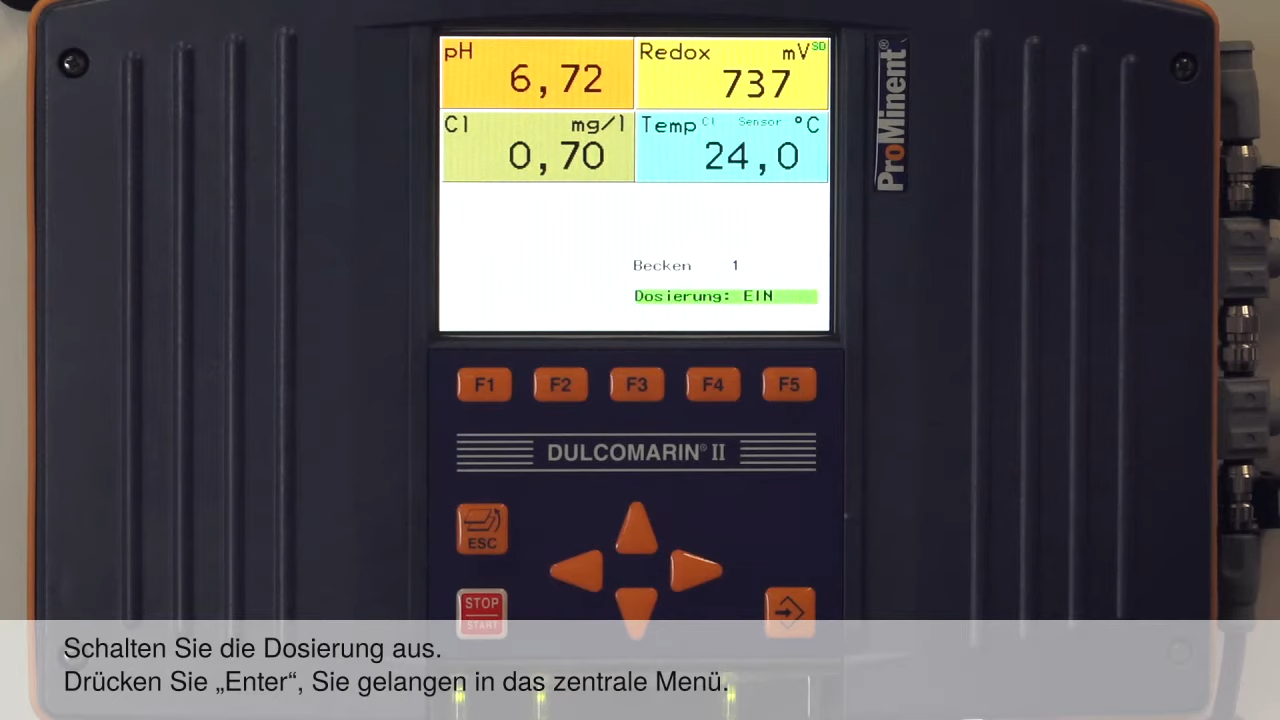 pH
6,72
Redox mV SD
737
Cl mg/l
0,70
Temp Cl Sensor °C
24,0
Becken 1
Dosierung: EIN
ProMinent®
F1 F2 F3 F4 F5
DULCOMARIN® II
ESC
STOP
START
Schalten Sie die Dosierung aus.
Drücken Sie „Enter“, Sie gelangen in das zentrale Menü.